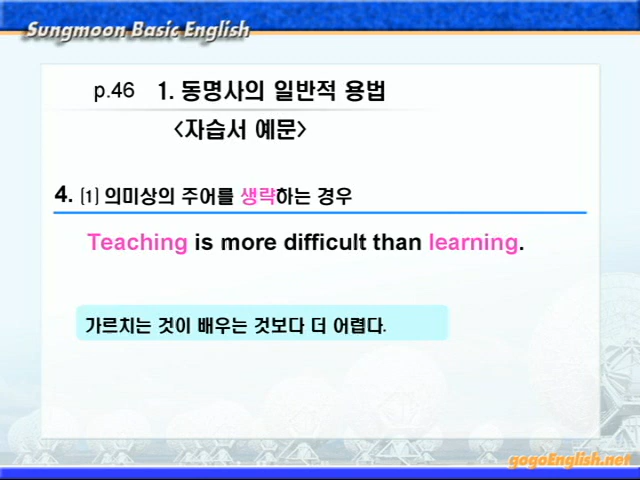 Sungmoon Basic English
p.46 1. 동명사의 일반적 용법
<자습서 예문>
4. (1) 의미상의 주어를 생략하는 경우
Teaching is more difficult than learning.
가르치는 것이 배우는 것보다 더 어렵다.
gogoEnglish.net